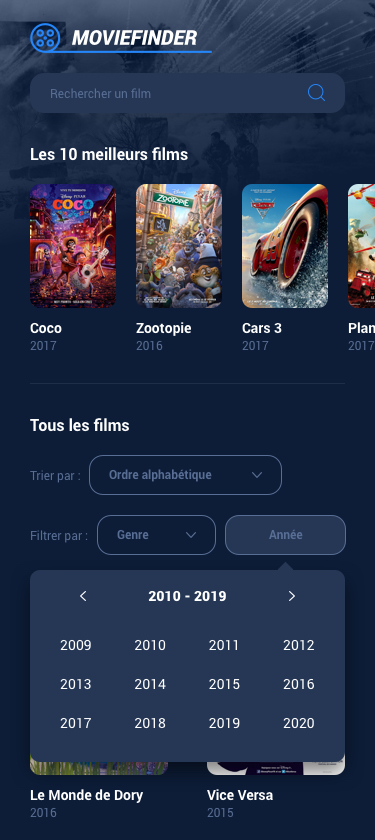 MOVIEFINDER
Rechercher un film
Les 10 meilleurs films
COCO
ZOOTOPIE
Coco
Zootopie
Cars 3
Plan
2017
2016
2017
2017
Tous les films
Trier par :
Ordre alphabétique
Filtrer par :
Genre
Année
2010 - 2019
2009
2010
2011
2012
2013
2014
2015
2016
2017
2018
2019
2020
Le Monde de Dory
Vice Versa
2016
2015